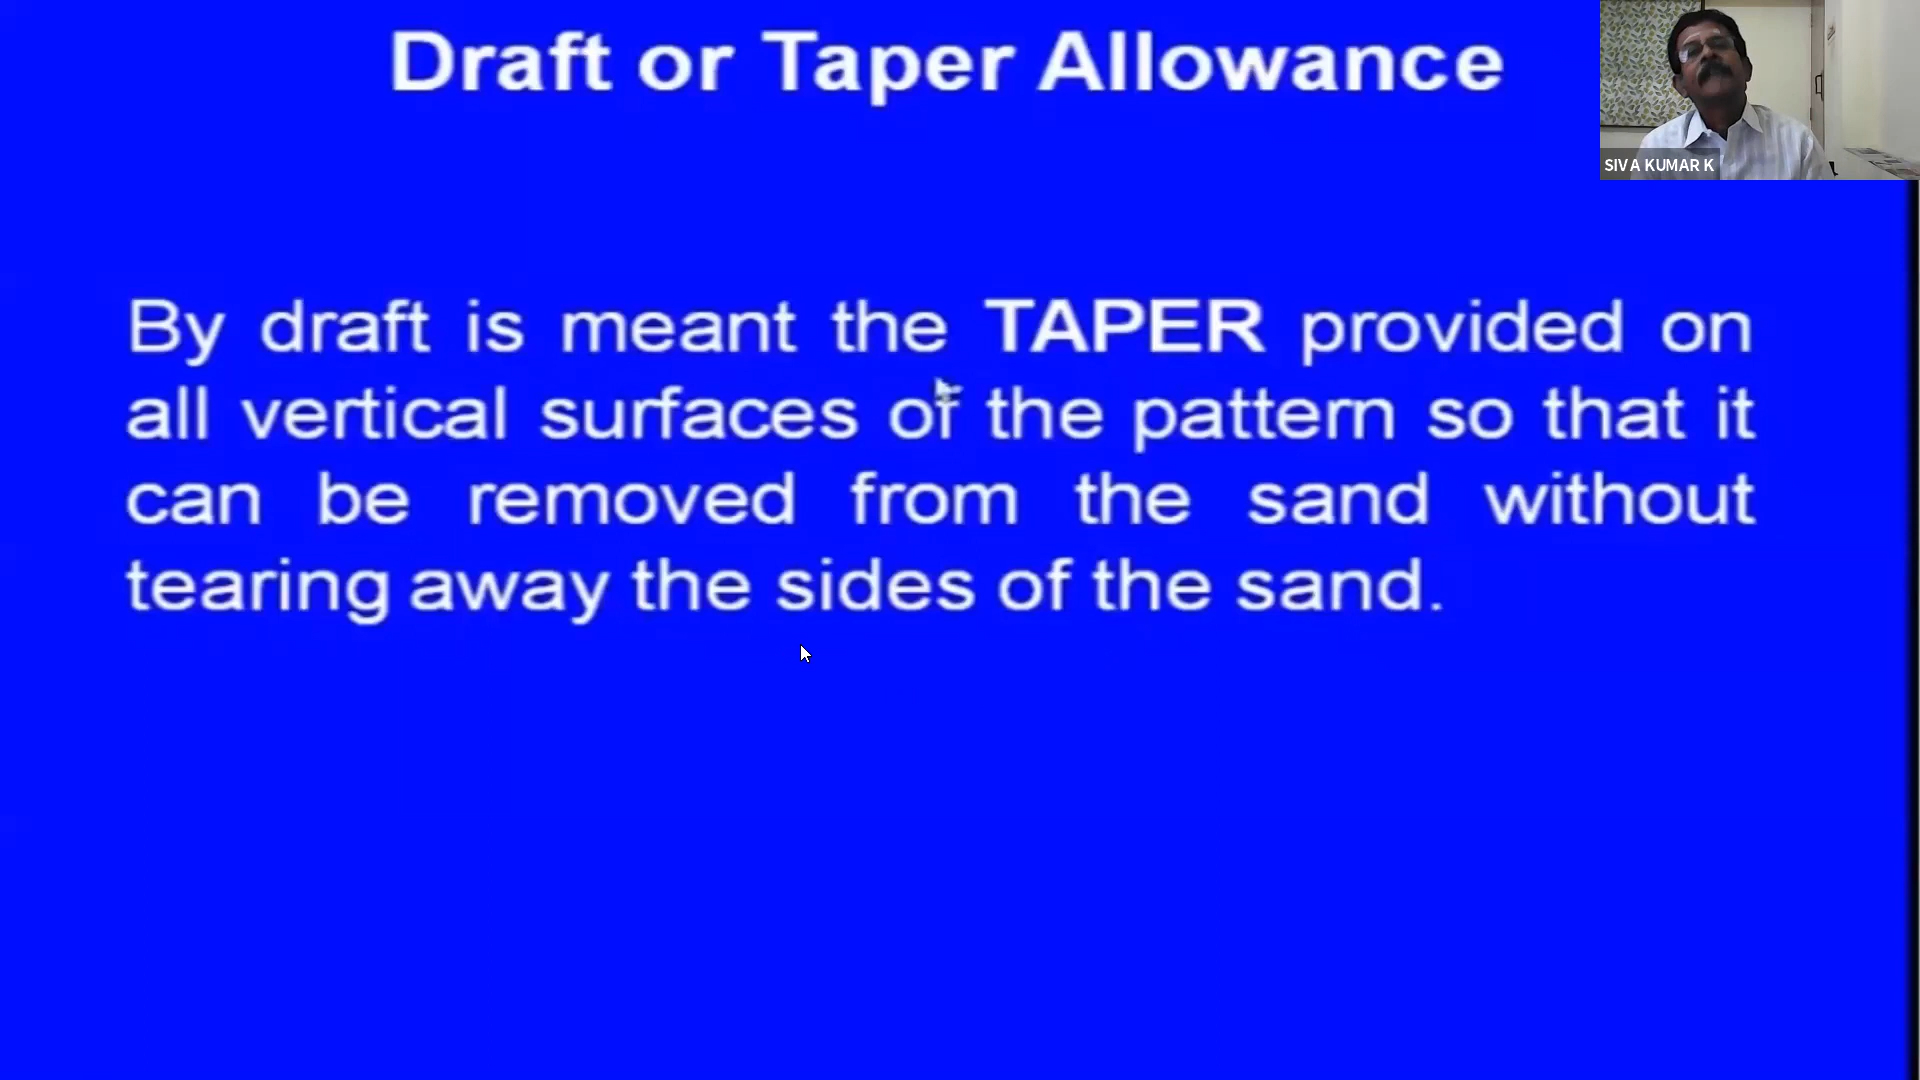 Draft or Taper Allowance
SIVA KUMAR K
By draft is meant the TAPER provided on
all vertical surfaces of the pattern so that it
can be removed from the sand without
tearing away the sides of the sand.